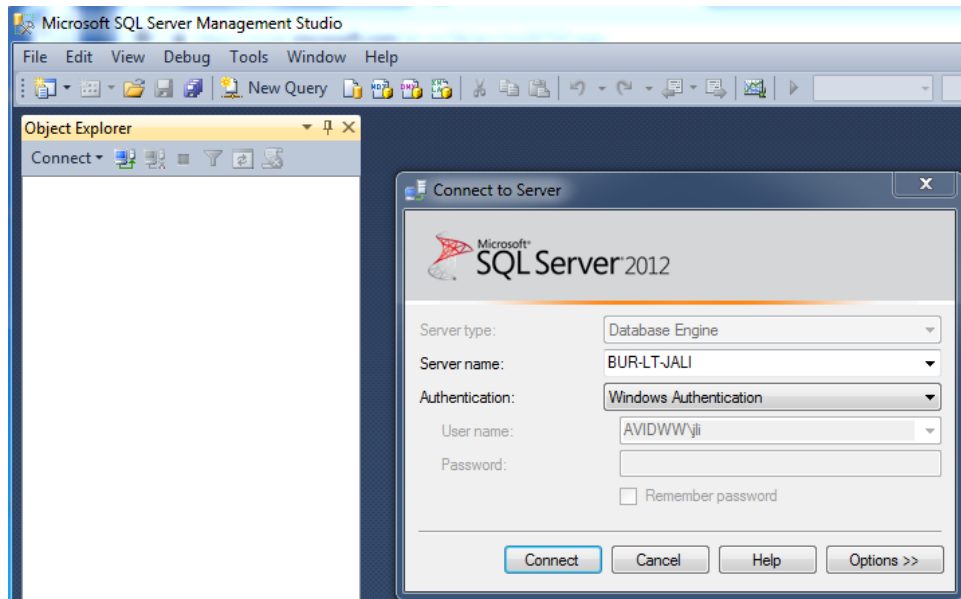 Microsoft SQL Server Management Studio
File Edit View Debug Tools Window Help
New Query
Object Explorer
Connect
Connect to Server
Microsoft®
SQL Server 2012
Server type: Database Engine
Server name: BUR-LT-JALI
Authentication: Windows Authentication
User name: AVIDWW\jli
Password:
Remember password
Connect Cancel Help Options >>